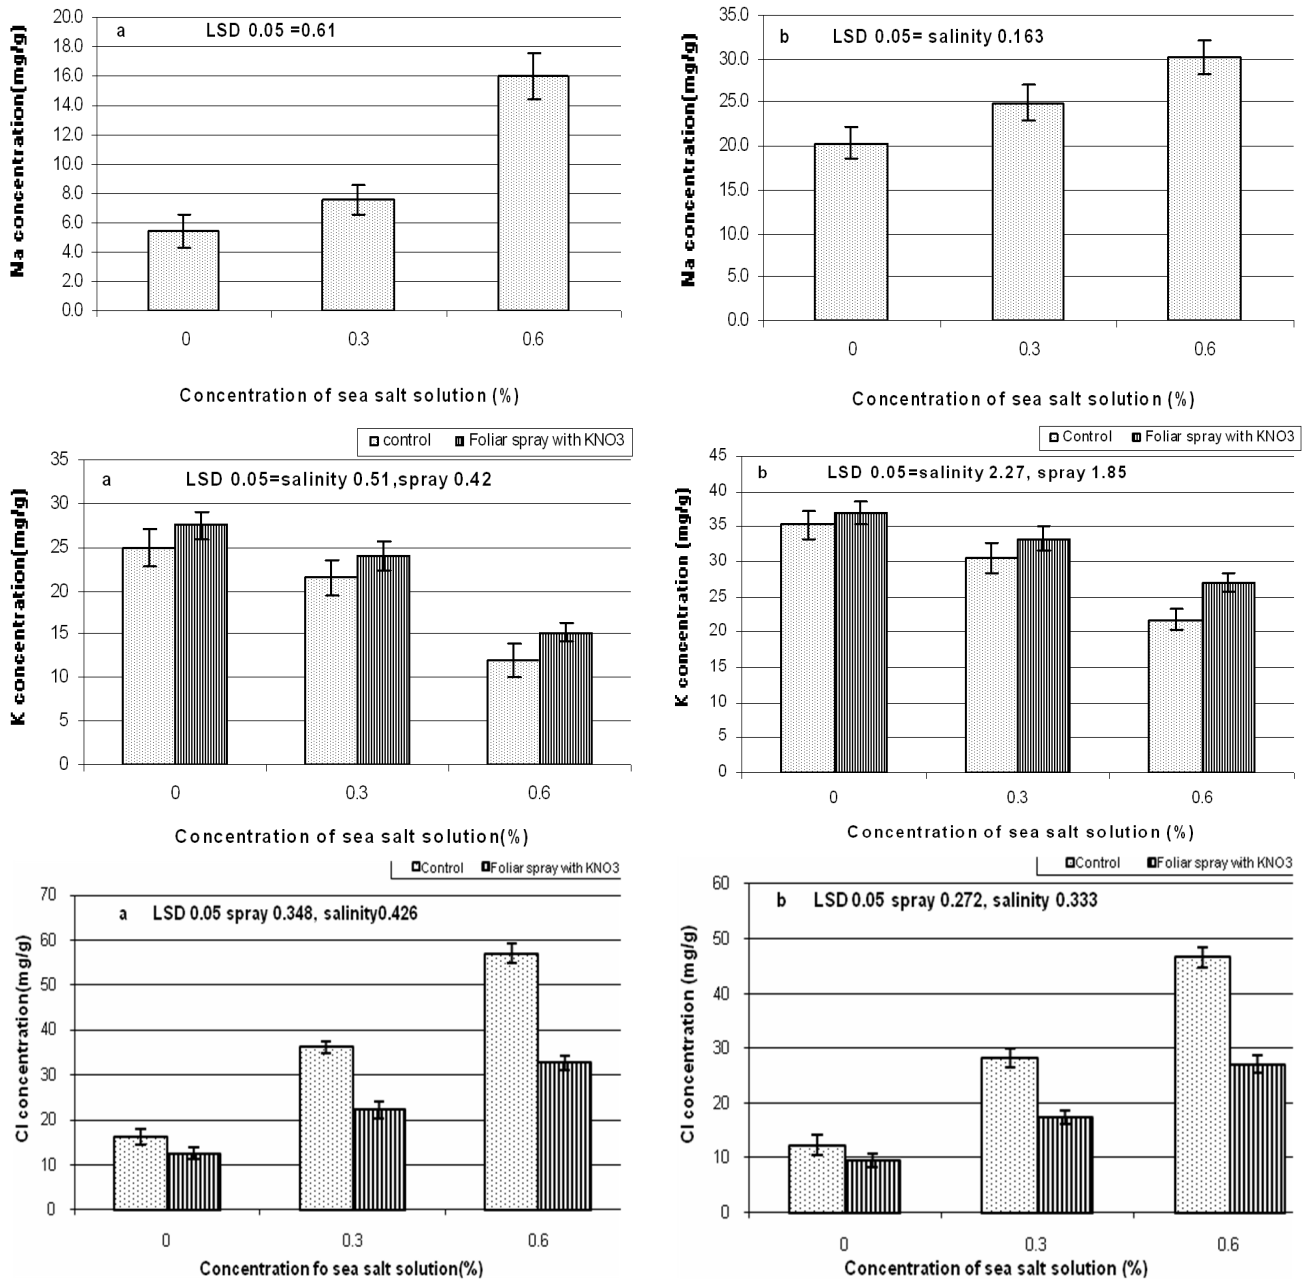 a LSD 0.05 =0.61
Na concentration(mg/g)
20.0
18.0
16.0
14.0
12.0
10.0
8.0
6.0
4.0
2.0
0.0
0 0.3 0.6
Concentration of sea salt solution (%)
b LSD 0.05= salinity 0.163
Na concentration(mg/g)
35.0
30.0
25.0
20.0
15.0
10.0
5.0
0.0
0 0.3 0.6
Concentration of sea salt solution (%)
control Foliar spray with KNO3
a LSD 0.05=salinity 0.51,spray 0.42
K concentration(mg/g)
35
30
25
20
15
10
5
0
0 0.3 0.6
Concentration of sea salt solution(%)
Control Foliar spray with KNO3
b LSD 0.05=salinity 2.27, spray 1.85
K concentration (mg/g)
45
40
35
30
25
20
15
10
5
0
0 0.3 0.6
Concentration of sea salt solution (%)
Control Foliar spray with KNO3
a LSD 0.05 spray 0.348, salinity0.426
Cl concentration(mg/g)
70
60
50
40
30
20
10
0
0 0.3 0.6
Concentration fo sea salt solution(%)
Control Foliar spray with KNO3
b LSD 0.05 spray 0.272, salinity 0.333
Cl concentration (mg/g)
60
50
40
30
20
10
0
0 0.3 0.6
Concentration of sea salt solution (%)